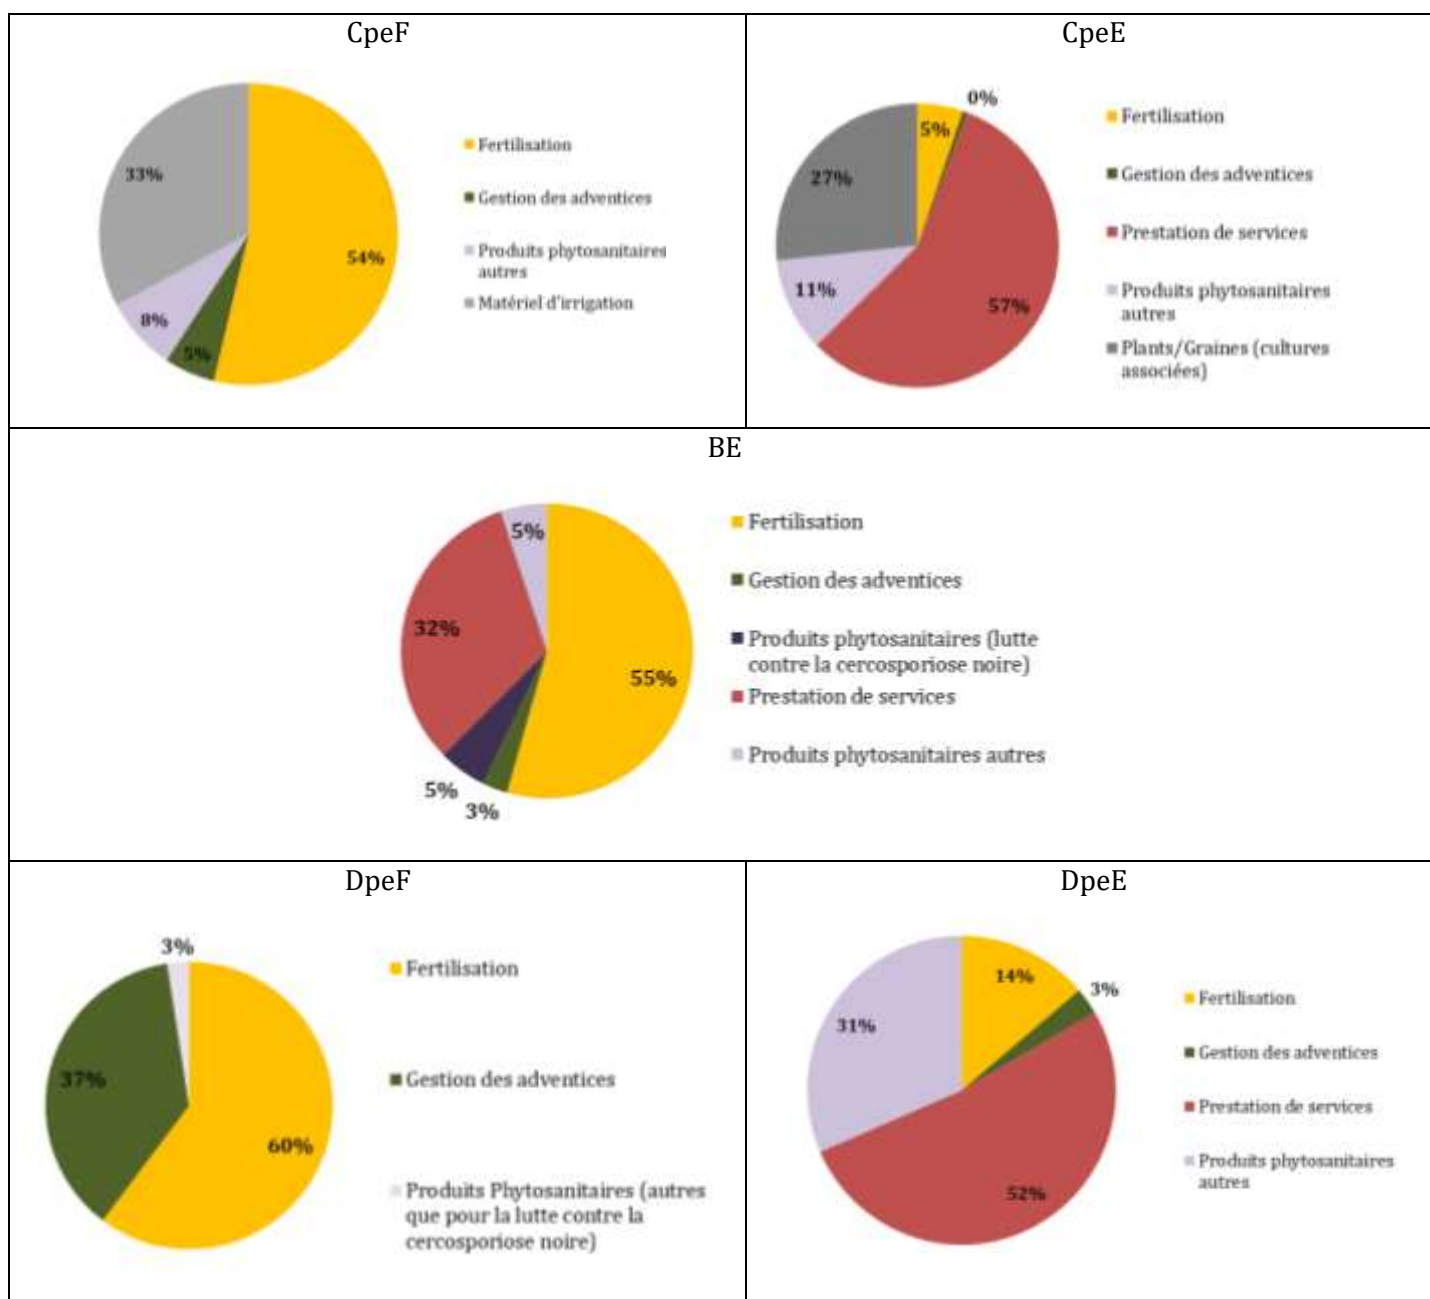 CpeF
33%
54%
8%
5%
Fertilisation
Gestion des adventices
Produits phytosanitaires
autres
Matériel d'irrigation
CpeE
0%
5%
27%
11%
57%
Fertilisation
Gestion des adventices
Prestation de services
Produits phytosanitaires
autres
Plants/Graines (cultures
associées)
BE
5%
32%
55%
5%
3%
Fertilisation
Gestion des adventices
Produits phytosanitaires (lutte
contre la cercosporiose noire)
Prestation de services
Produits phytosanitaires autres
DpeF
3%
37%
60%
Fertilisation
Gestion des adventices
Produits Phytosanitaires (autres
que pour la lutte contre la
cercosporiose noire)
DpeE
14%
3%
31%
52%
Fertilisation
Gestion des adventices
Prestation de services
Produits phytosanitaires
autres